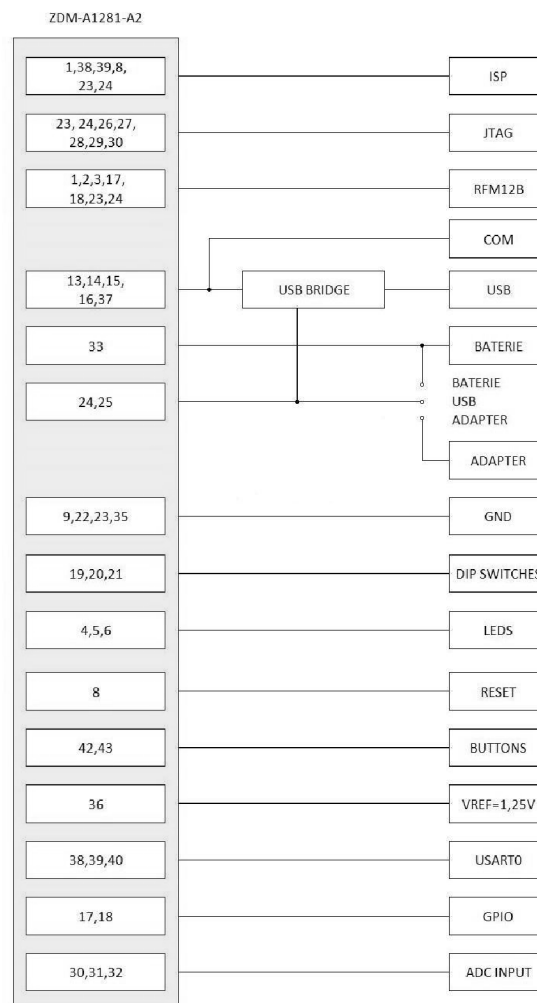 ZDM-A1281-A2
1,38,39,8,
23,24
ISP
23, 24,26,27,
28,29,30
JTAG
1,2,3,17,
18,23,24
RFM12B
COM
13,14,15,
16,37
USB BRIDGE
USB
33
BATERIE
BATERIE
24,25
USB
ADAPTER
ADAPTER
9,22,23,35
GND
19,20,21
DIP SWITCHES
4,5,6
LEDS
8
RESET
42,43
BUTTONS
36
VREF=1,25V
38,39,40
USART0
17,18
GPIO
30,31,32
ADC INPUT